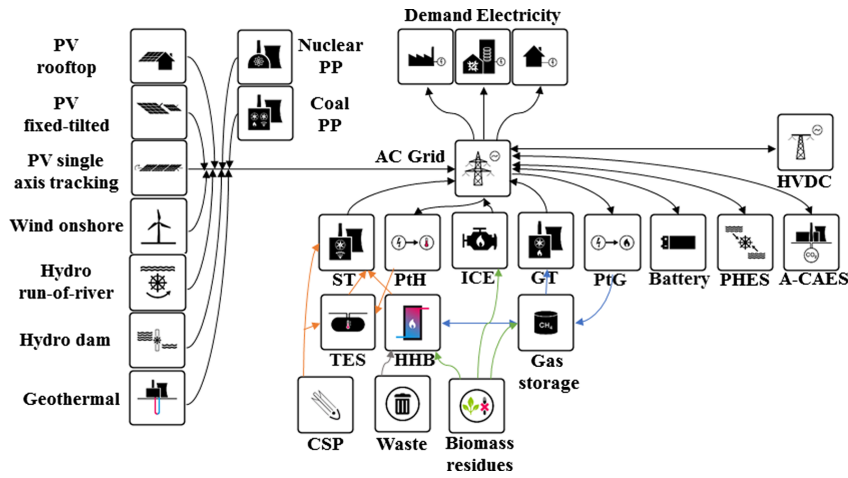 Demand Electricity
PV
rooftop
Nuclear
PP
PV
fixed-tilted
Coal
PP
PV single
axis tracking
AC Grid
HVDC
Wind onshore
Hydro
run-of-river
ST
PtH
ICE
GT
PtG
Battery
PHES
A-CAES
CO₂
Hydro dam
CH₄
TES
HHB
Gas
storage
Geothermal
CSP
Waste
Biomass
residues